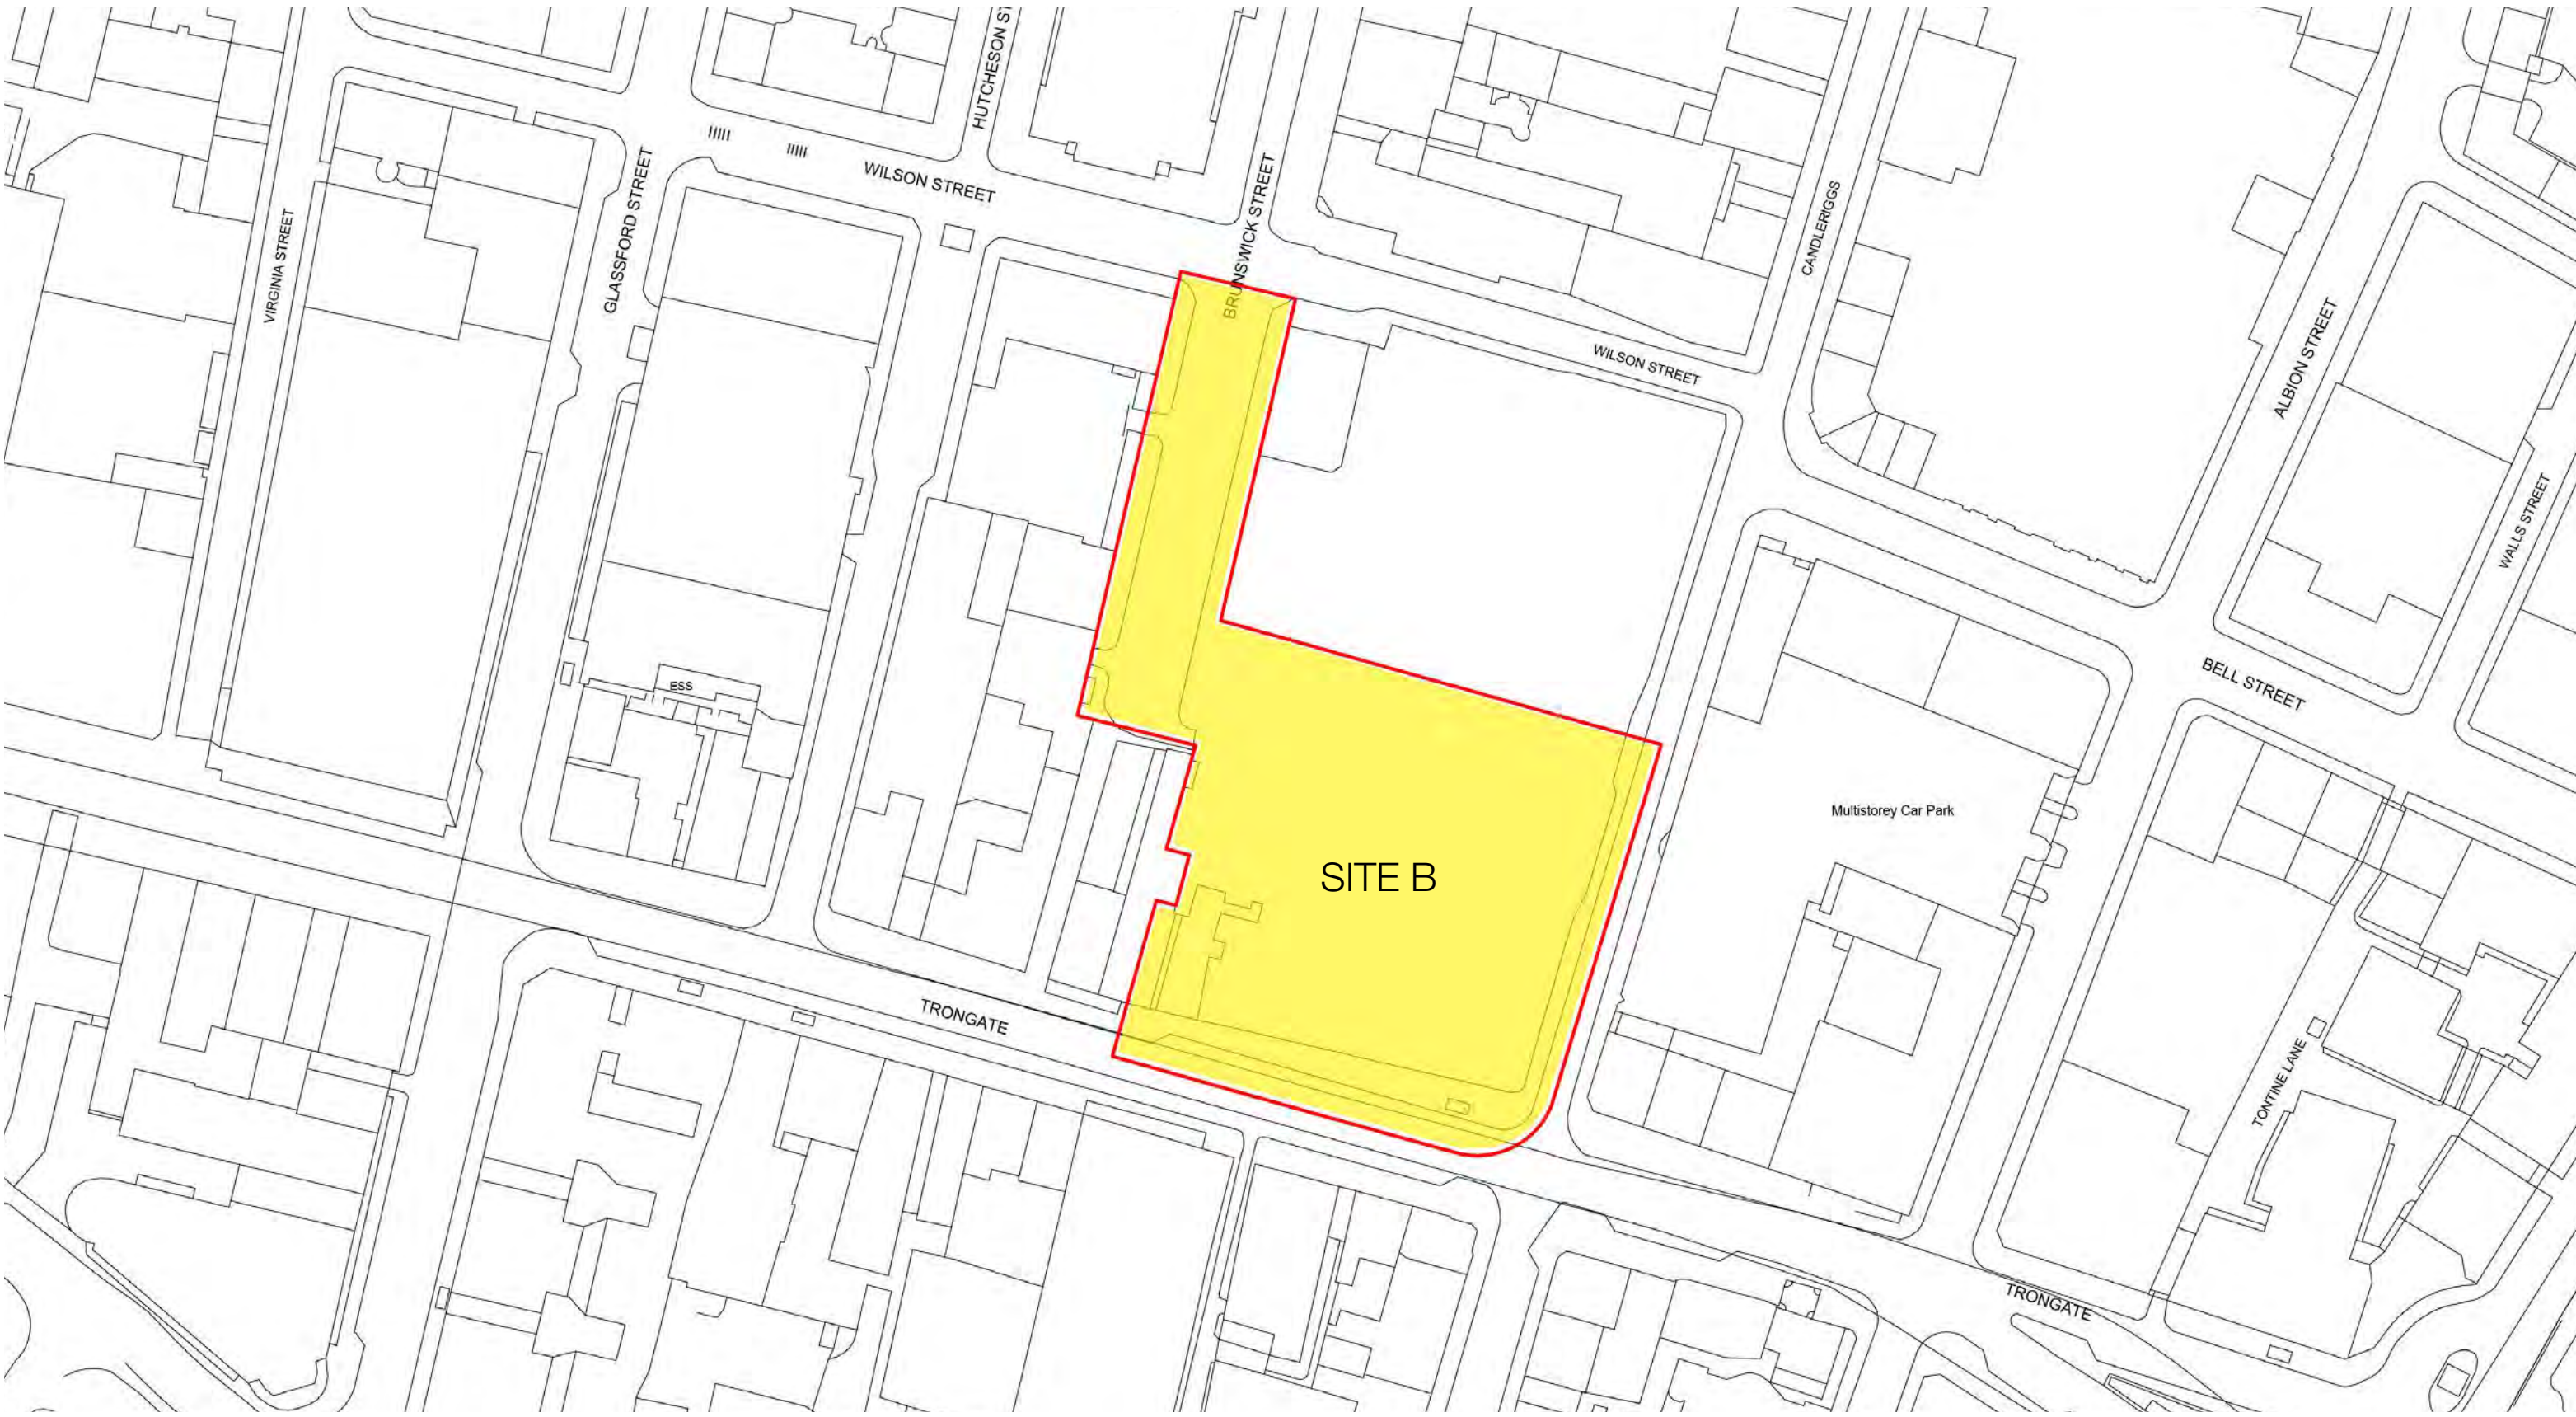 HUTCHESON S
WILSON STREET
BRUNSWICK STREET
GLASSFORD STREET
VIRGINIA STREET
CANDLERIGGS
WILSON STREET
ALBION STREET
WALLS STREET
BELL STREET
ESS
Multistorey Car Park
SITE B
TRONGATE
TONTINE LANE
TRONGATE